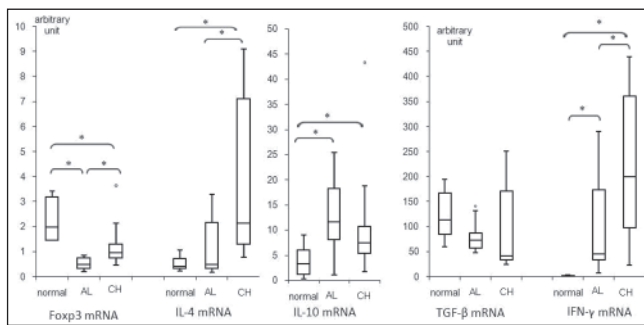 arbitrary
unit
10
9
8
7
6
5
4
3
2
1
0
* * * * *
normal AL CH normal AL CH
Foxp3 mRNA IL-4 mRNA
50
45
40
35
30
25
20
15
10
5
0
* *
normal AL CH
IL-10 mRNA
arbitrary
unit
500
450
400
350
300
250
200
150
100
50
0
* * *
normal AL CH normal AL CH
TGF-β mRNA IFN-γ mRNA